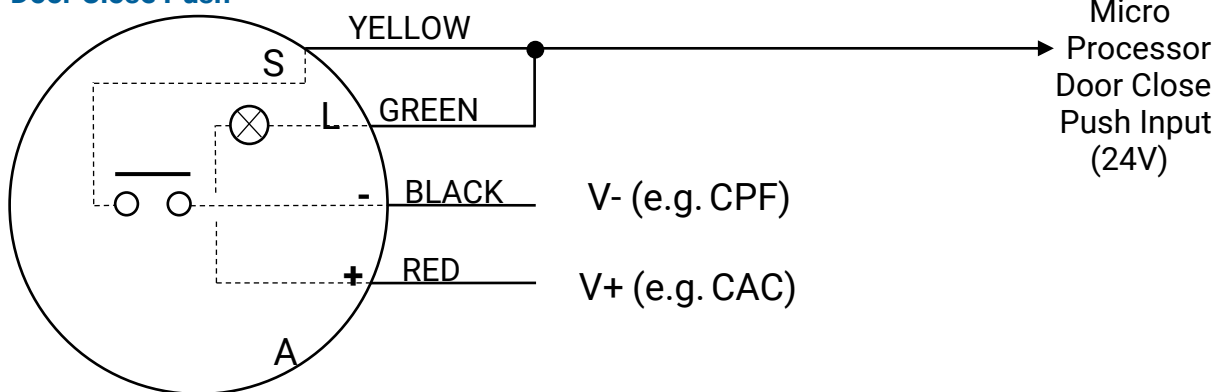 Door Close Push
YELLOW
S
L
GREEN
-
BLACK
V- (e.g. CPF)
+
RED
V+ (e.g. CAC)
A
Micro
Processor
Door Close
Push Input
(24V)